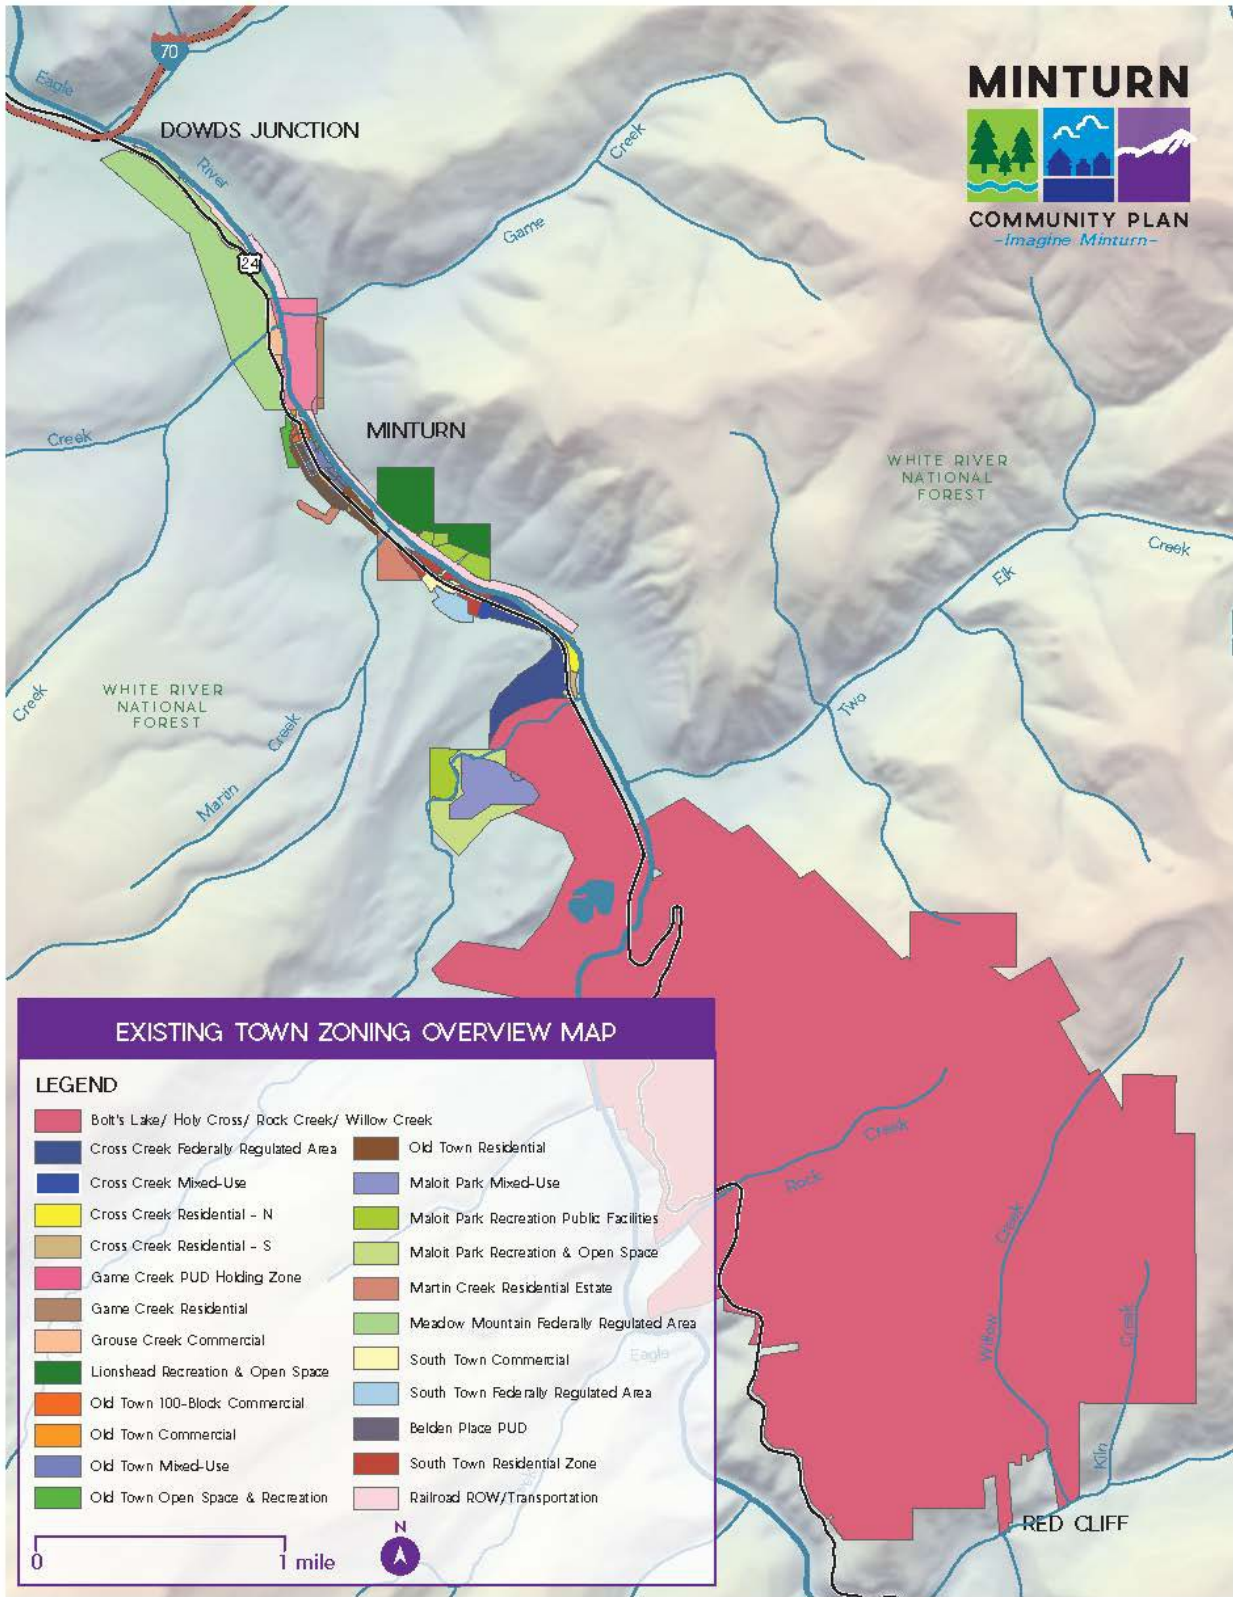 70
Eagle
River
DOWDS JUNCTION
MINTURN
COMMUNITY PLAN
-Imagine Minturn-
Creek
Game
24
Creek
MINTURN
WHITE RIVER
NATIONAL
FOREST
Creek
Elk
Two
Creek
WHITE RIVER
NATIONAL
FOREST
Creek
Martin
EXISTING TOWN ZONING OVERVIEW MAP
LEGEND
Bolt's Lake/ Holy Cross/ Rock Creek/ Willow Creek
Cross Creek Federally Regulated Area
Cross Creek Mixed-Use
Cross Creek Residential - N
Cross Creek Residential - S
Game Creek PUD Holding Zone
Game Creek Residential
Grouse Creek Commercial
Lionshead Recreation & Open Space
Old Town 100-Block Commercial
Old Town Commercial
Old Town Mixed-Use
Old Town Open Space & Recreation
Old Town Residential
Maloit Park Mixed-Use
Maloit Park Recreation Public Facilities
Maloit Park Recreation & Open Space
Martin Creek Residential Estate
Meadow Mountain Federally Regulated Area
South Town Commercial
South Town Federally Regulated Area
Belden Place PUD
South Town Residential Zone
Railroad ROW/Transportation
0
1 mile
N
Eagle
Creek
Rock
Creek
Willow
Creek
Kiln
RED CLIFF